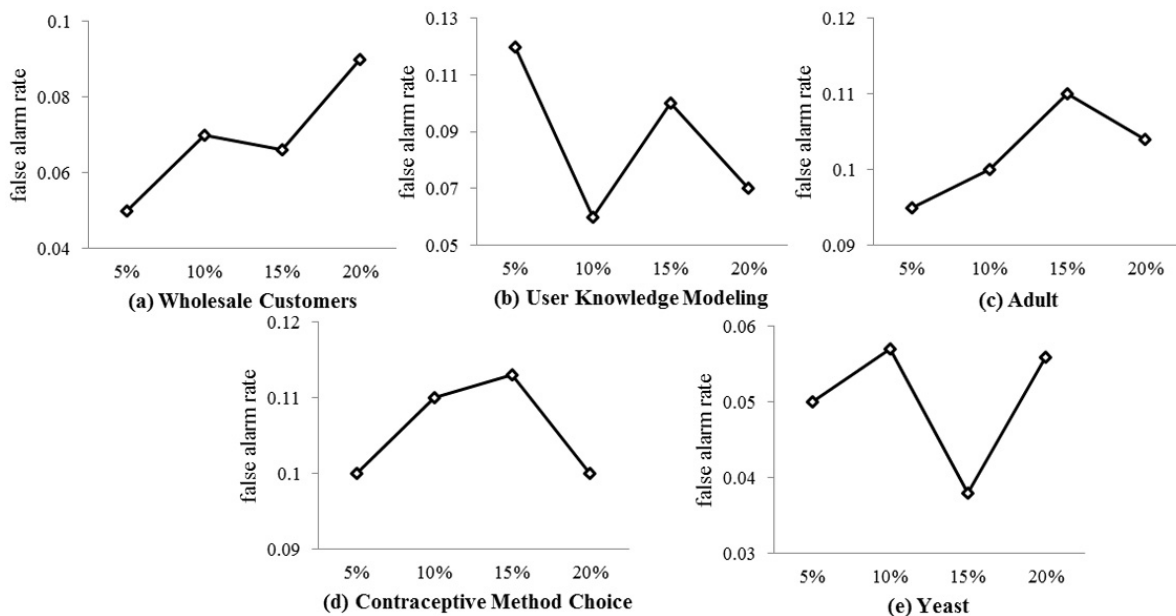 0.1
0.08
0.06
0.04
false alarm rate
5% 10% 15% 20%
(a) Wholesale Customers
0.13
0.11
0.09
0.07
0.05
false alarm rate
5% 10% 15% 20%
(b) User Knowledge Modeling
0.12
0.11
0.1
0.09
false alarm rate
5% 10% 15% 20%
(c) Adult
0.12
0.11
0.1
0.09
false alarm rate
5% 10% 15% 20%
(d) Contraceptive Method Choice
0.06
0.05
0.04
0.03
false alarm rate
5% 10% 15% 20%
(e) Yeast